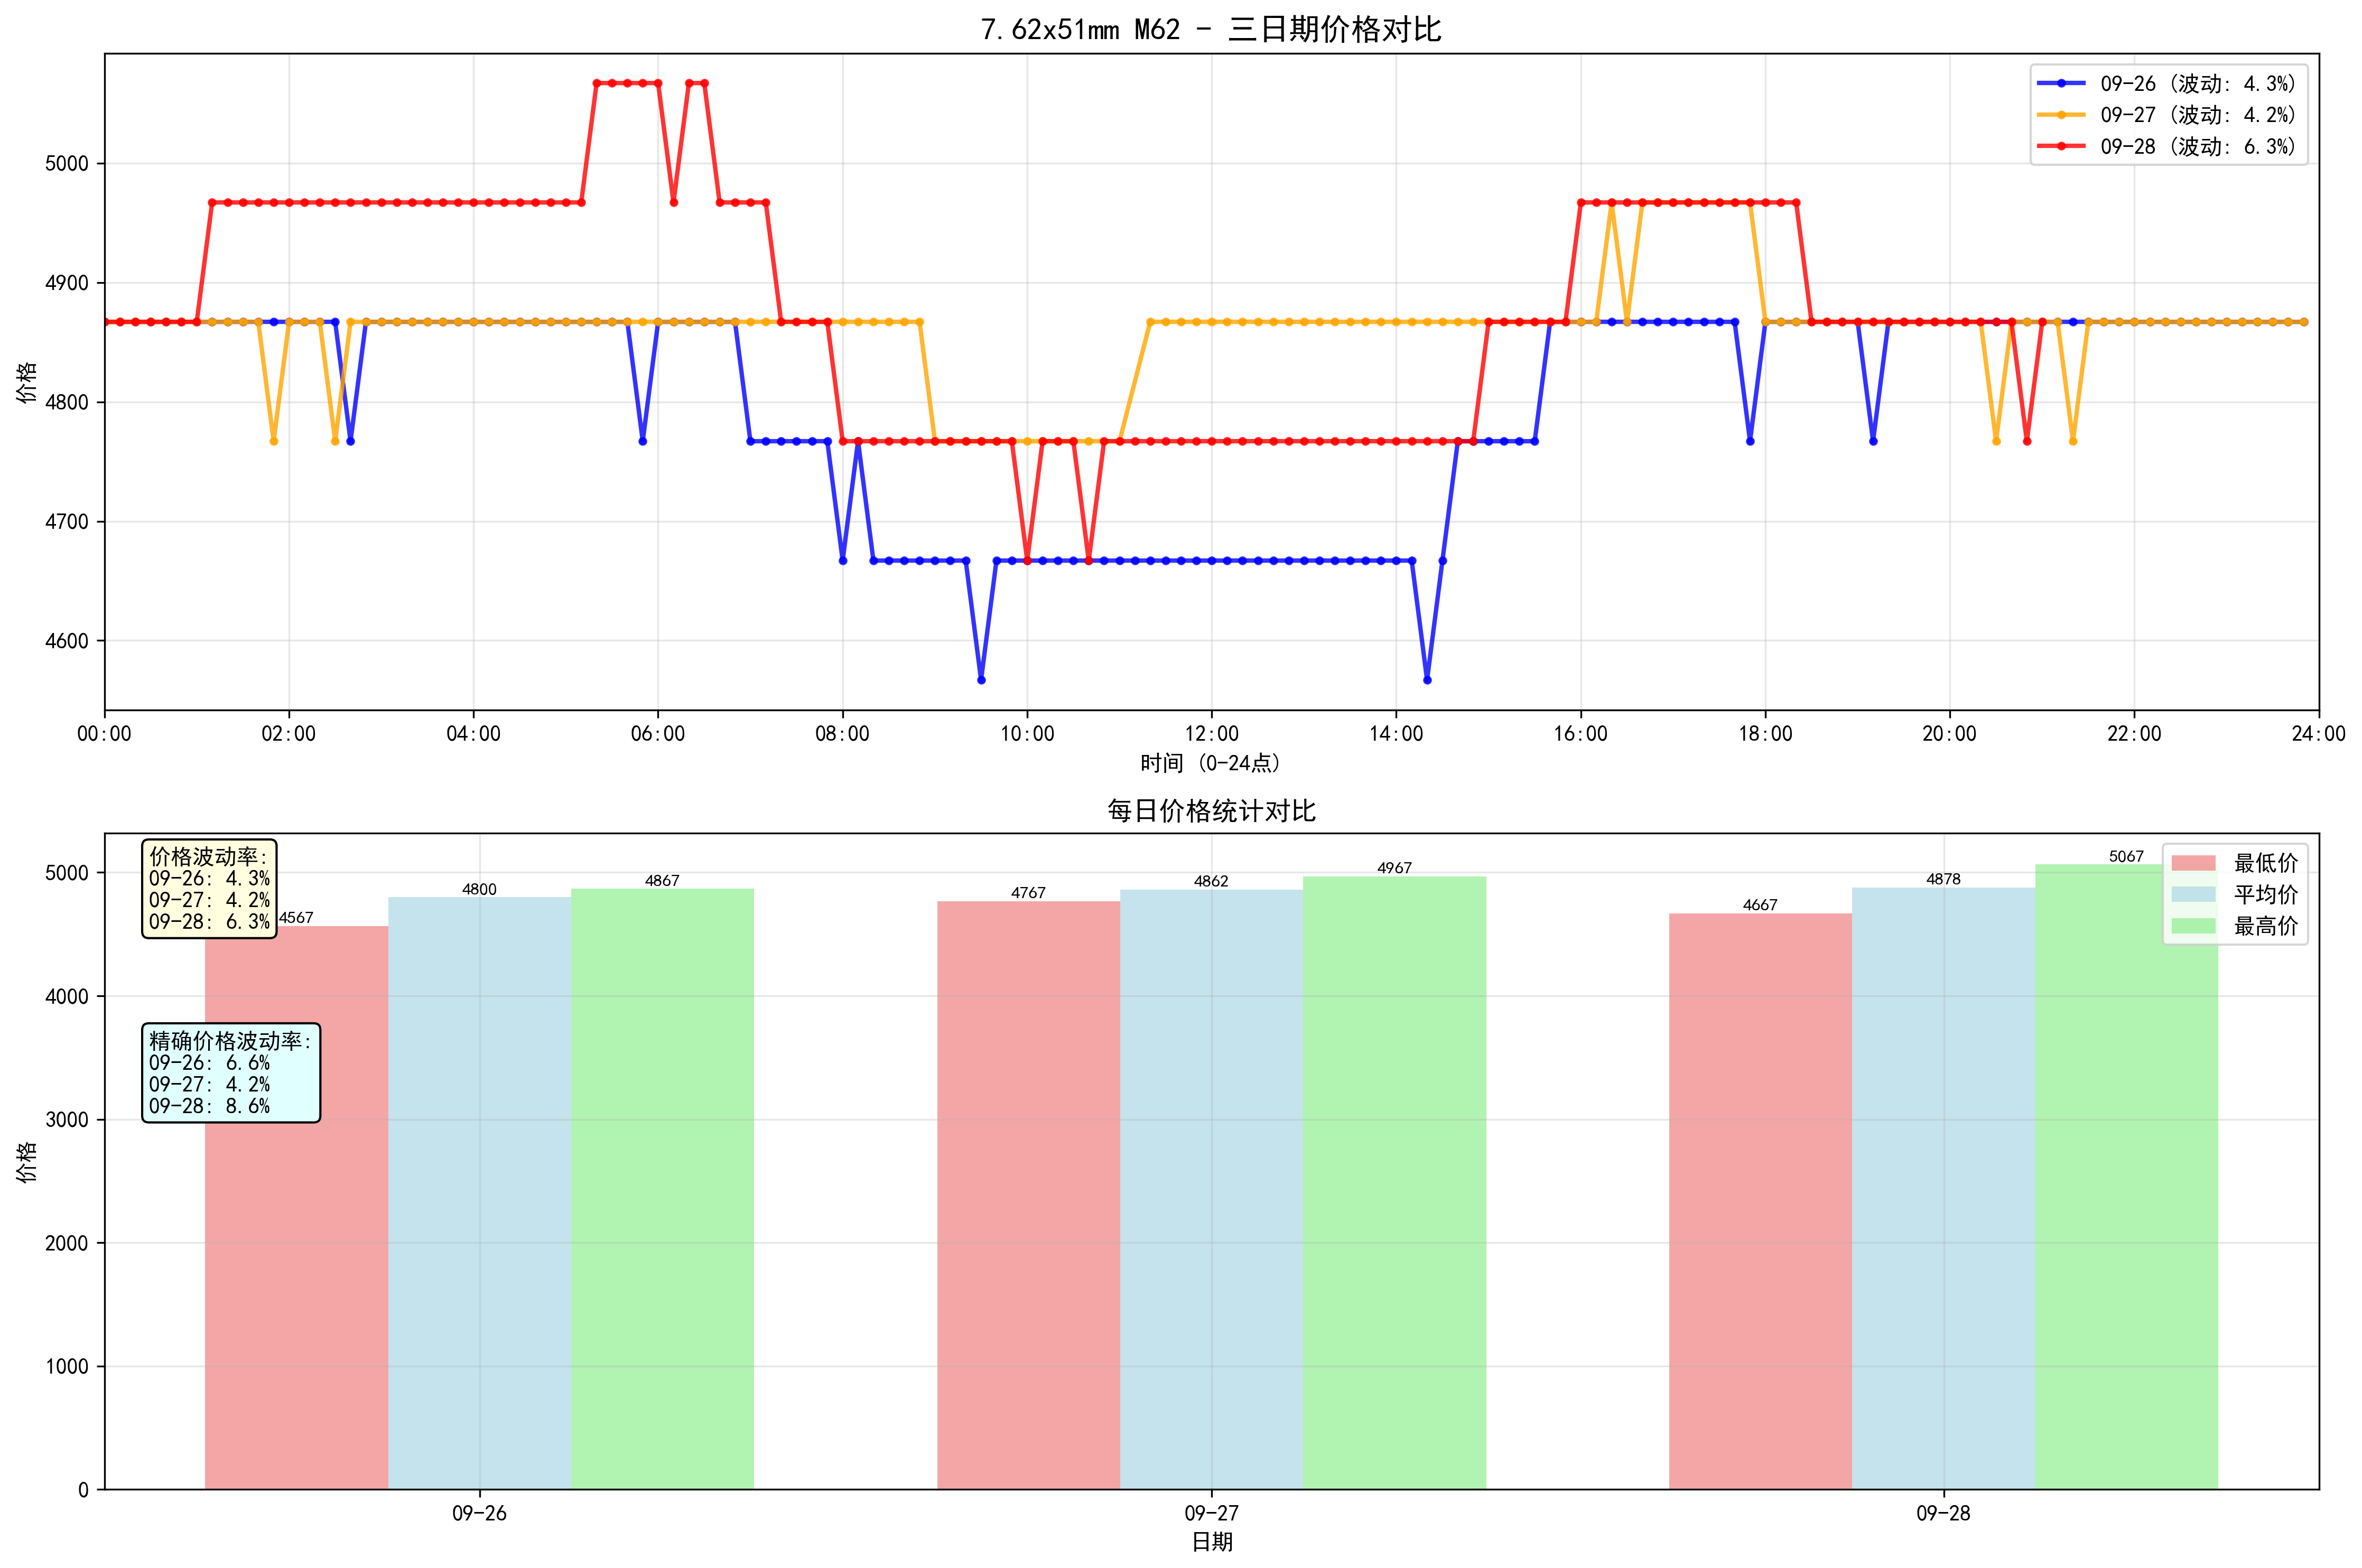 7.62x51mm M62 - 三日期价格对比
09-26 (波动: 4.3%)
09-27 (波动: 4.2%)
09-28 (波动: 6.3%)
价格
5000
4900
4800
4700
4600
00:00 02:00 04:00 06:00 08:00 10:00 12:00 14:00 16:00 18:00 20:00 22:00 24:00
时间 (0-24点)
每日价格统计对比
价格波动率:
09-26: 4.3%
09-27: 4.2%
09-28: 6.3%
精确价格波动率:
09-26: 6.6%
09-27: 4.2%
09-28: 8.6%
最低价
平均价
最高价
4567 4800 4867 4767 4862 4967 4667 4878 5067
价格
5000
4000
3000
2000
1000
0
09-26 09-27 09-28
日期